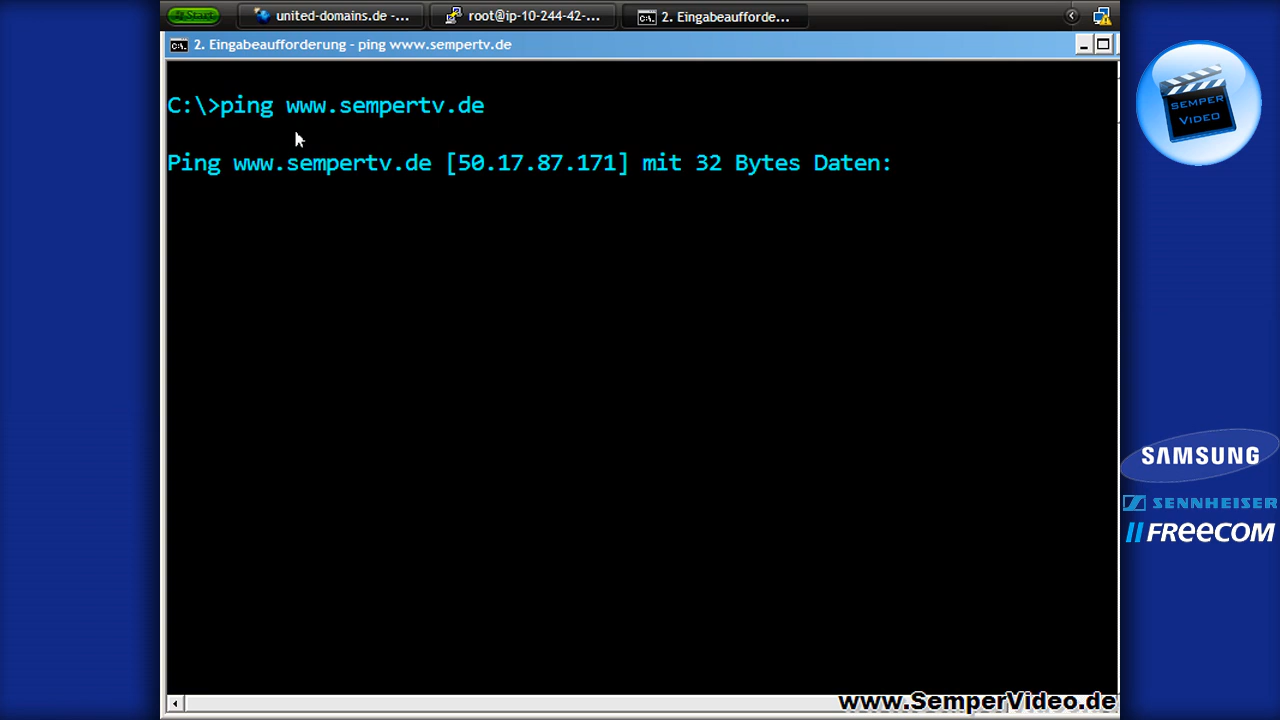 Start
united-domains.de -...
root@ip-10-244-42-...
2. Eingabeaufforde...
2. Eingabeaufforderung - ping www.sempertv.de
C:\>ping www.sempertv.de
Ping www.sempertv.de [50.17.87.171] mit 32 Bytes Daten:
SEMPER
VIDEO
SAMSUNG
SENNHEISER
FREECOM
www.SemperVideo.de